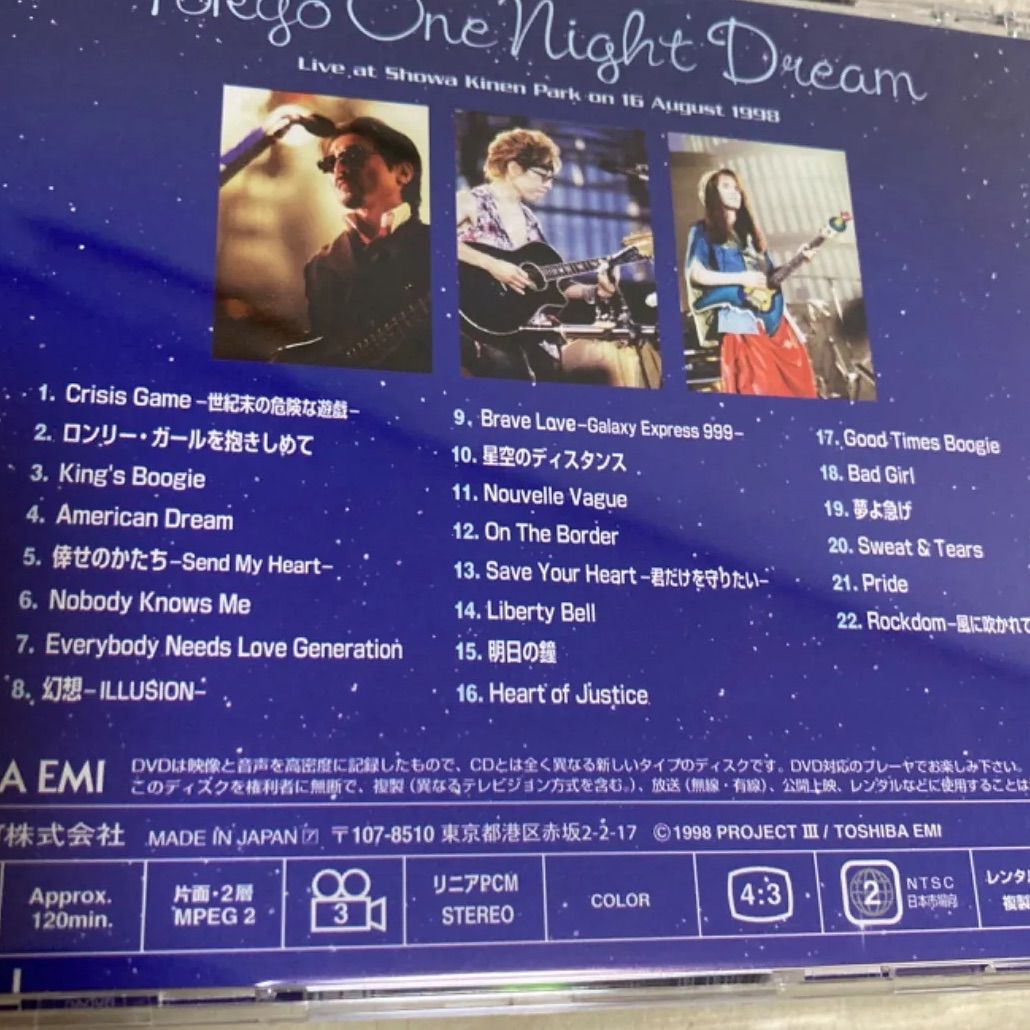 Tokyo One Night Dream
Live at Showa Kinen Park on 16 August 1998
1. Crisis Game –世紀末の危険な遊戯–
2. ロンリー・ガールを抱きしめて
3. King's Boogie
4. American Dream
5. 倖せのかたち–Send My Heart–
6. Nobody Knows Me
7. Everybody Needs Love Generation
8. 幻想–ILLUSION–
9. Brave Love–Galaxy Express 999–
10. 星空のディスタンス
11. Nouvelle Vague
12. On The Border
13. Save Your Heart –君だけを守りたい–
14. Liberty Bell
15. 明日の鐘
16. Heart of Justice
17. Good Times Boogie
18. Bad Girl
19. 夢よ急げ
20. Sweat & Tears
21. Pride
22. Rockdom–風に吹かれて
A EMI
DVDは映像と音声を高密度に記録したもので、CDとは全く異なる新しいタイプのディスクです。DVD対応のプレーヤでお楽しみ下さい。
このディスクを権利者に無断で、複製(異なるテレビジョン方式を含む。)、放送(無線・有線)、公開上映、レンタルなどに使用することは
株式会社 MADE IN JAPAN 〒107-8510 東京都港区赤坂2-2-17 ©1998 PROJECT III / TOSHIBA EMI
Approx.
120min.
片面・2層
MPEG 2
3
リニアPCM
STEREO
COLOR
4:3
2
NTSC
日本市場向
レンタル
複製